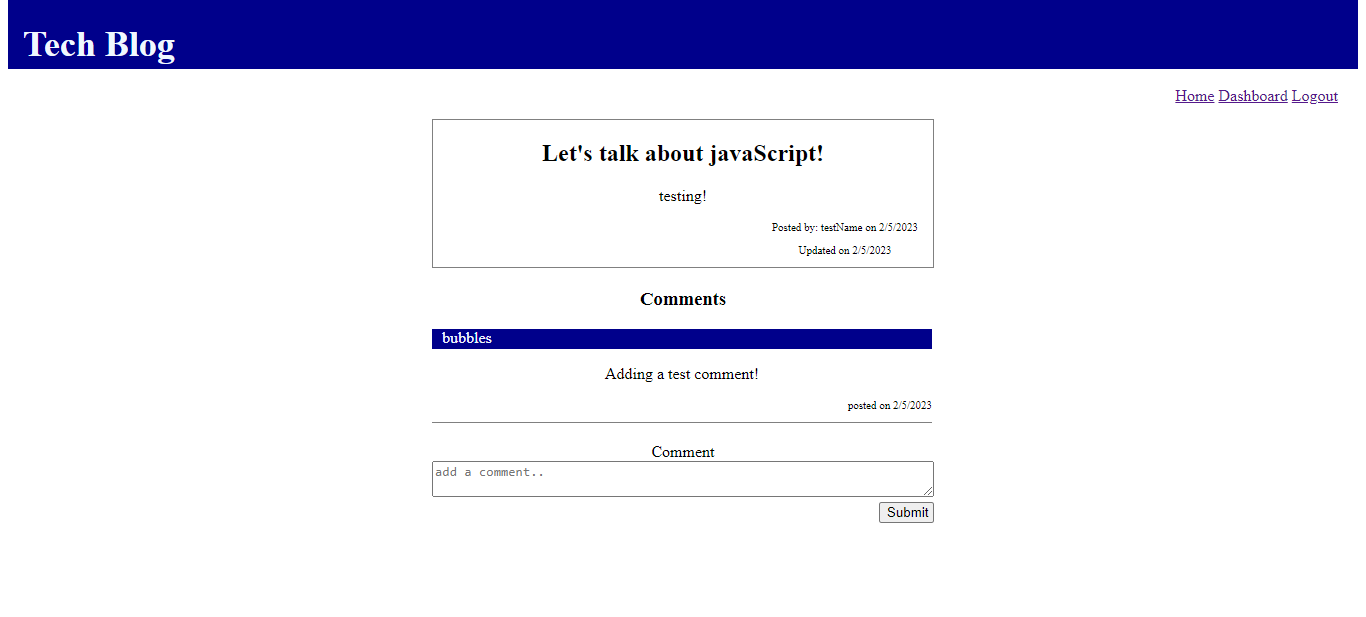 Tech Blog
Home Dashboard Logout
Let's talk about javaScript!
testing!
Posted by: testName on 2/5/2023
Updated on 2/5/2023
Comments
bubbles
Adding a test comment!
posted on 2/5/2023
Comment
add a comment..
Submit